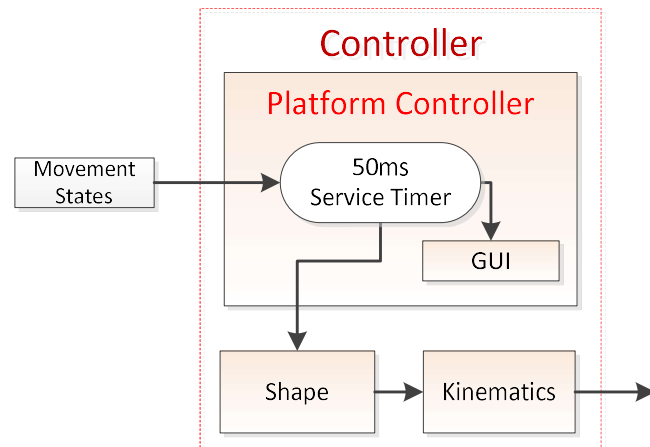 Controller
Platform Controller
Movement
States
50ms
Service Timer
GUI
Shape
Kinematics